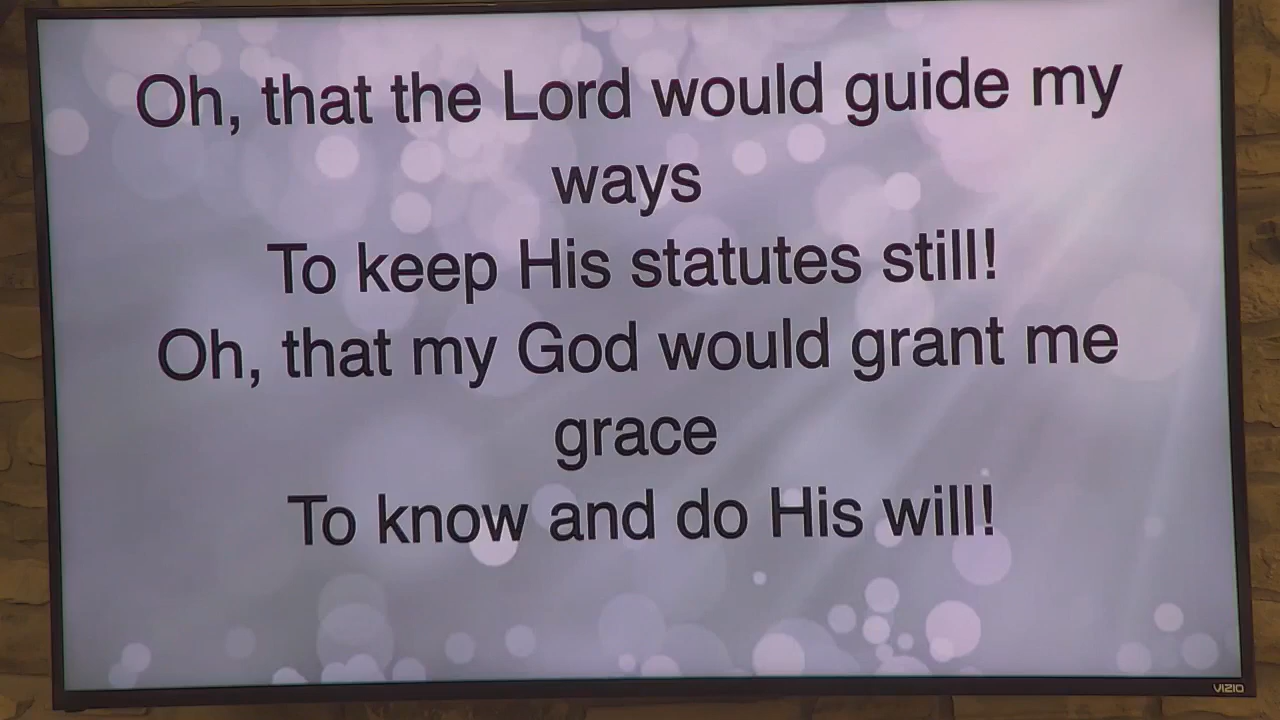 Oh, that the Lord would guide my
ways
To keep His statutes still!
Oh, that my God would grant me
grace
To know and do His will!
VIZIO